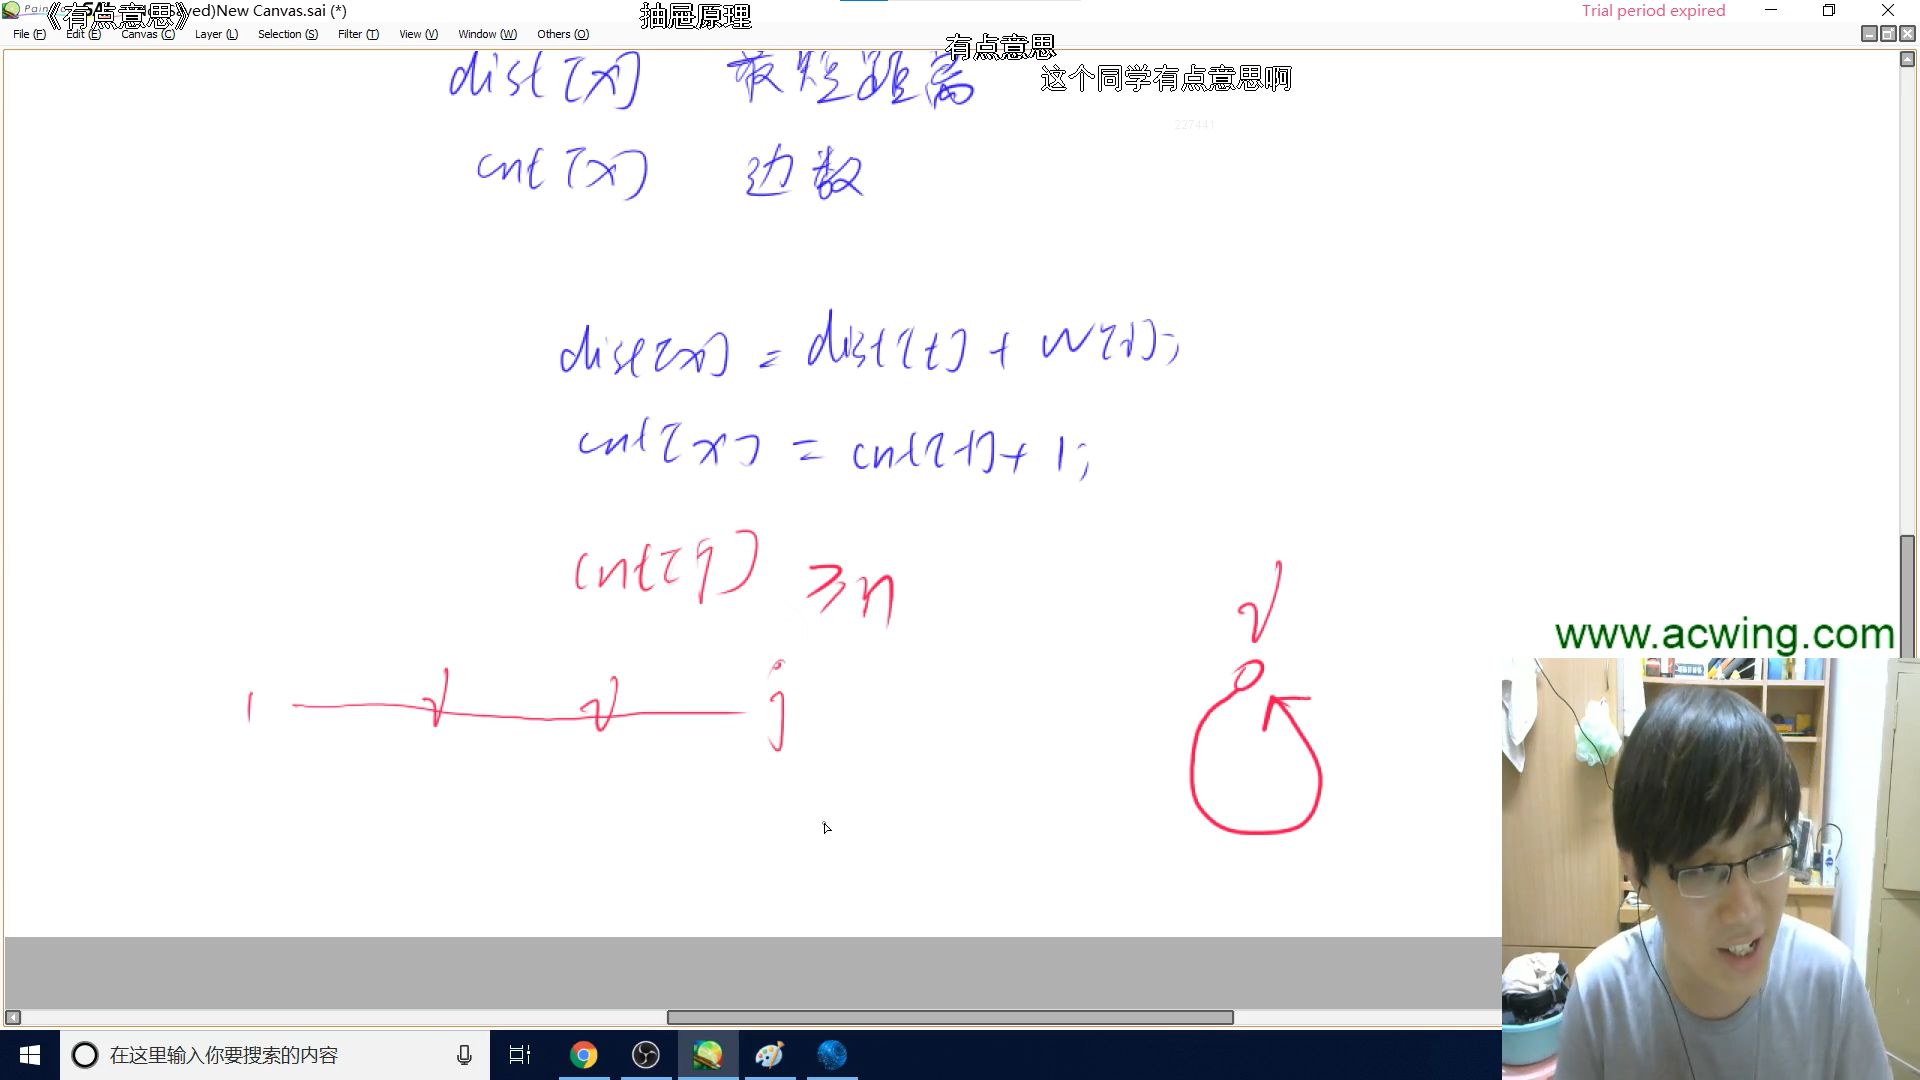 (*)New Canvas.sai (*)
《有点意思》
抽屉原理
Trial period expired
File (F) Edit (E) Canvas (C) Layer (L) Selection (S) Filter (T) View (V) Window (W) Others (O)
有点意思
这个同学有点意思啊
dist[x] 最短距离
227441
cnt[x] 边数
dist[x] = dist[t] + w[i];
cnt[x] = cnt[t] + 1;
cnt[j] ≥ n
v
www.acwing.com
1 v v j
在这里输入你要搜索的内容